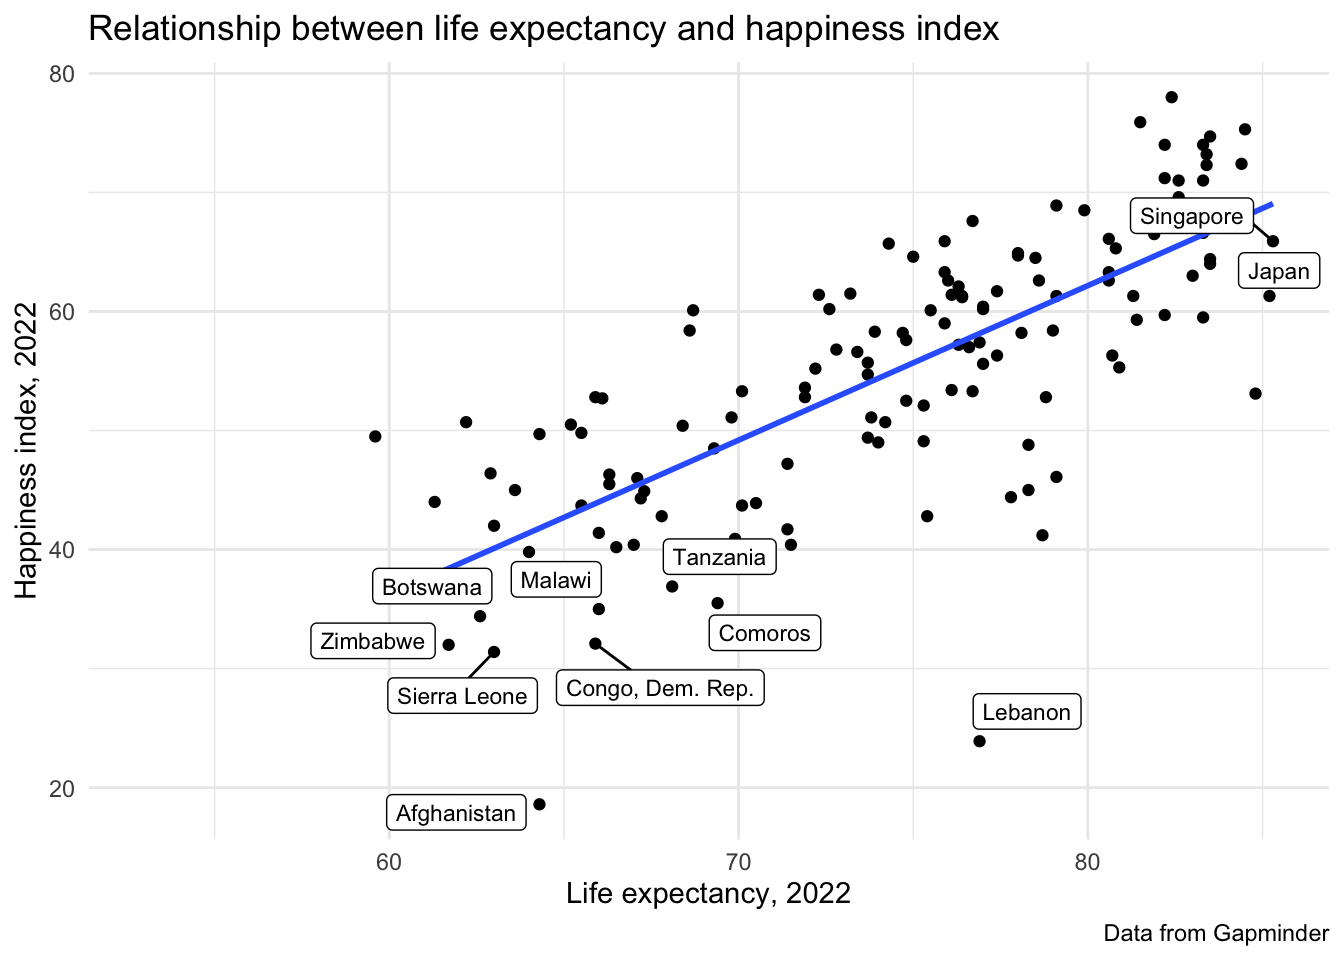 Relationship between life expectancy and happiness index
80
60
40
20
Happiness index, 2022
Singapore
Japan
Tanzania
Botswana
Malawi
Zimbabwe
Comoros
Sierra Leone
Congo, Dem. Rep.
Lebanon
Afghanistan
60 70 80
Life expectancy, 2022
Data from Gapminder